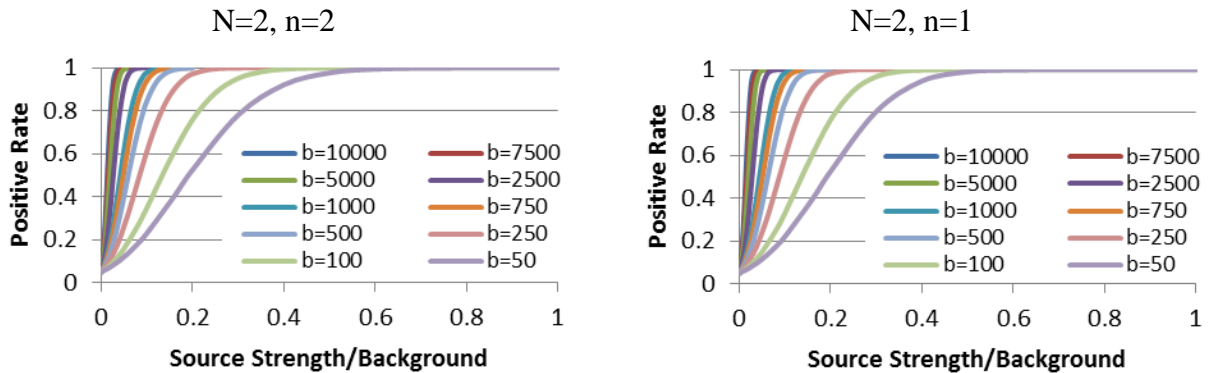 N=2, n=2
Positive Rate
1
0.8
0.6
0.4
0.2
0
b=10000 b=7500
b=5000 b=2500
b=1000 b=750
b=500 b=250
b=100 b=50
0 0.2 0.4 0.6 0.8 1
Source Strength/Background
N=2, n=1
Positive Rate
1
0.8
0.6
0.4
0.2
0
b=10000 b=7500
b=5000 b=2500
b=1000 b=750
b=500 b=250
b=100 b=50
0 0.2 0.4 0.6 0.8 1
Source Strength/Background